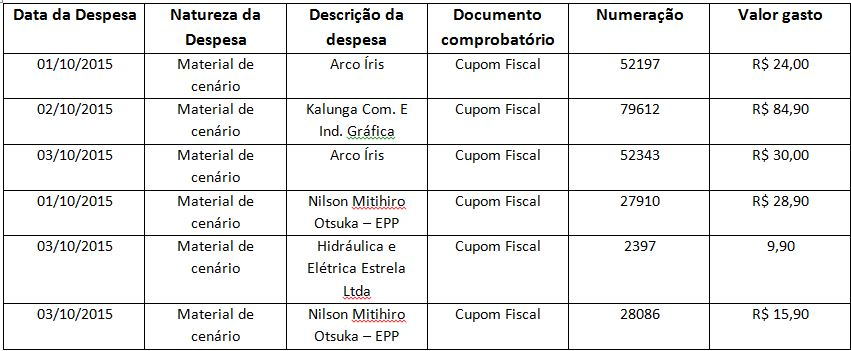 Data da Despesa Natureza da Despesa Descrição da despesa Documento comprobatório Numeração Valor gasto
01/10/2015 Material de cenário Arco Íris Cupom Fiscal 52197 R$ 24,00
02/10/2015 Material de cenário Kalunga Com. E Ind. Gráfica Cupom Fiscal 79612 R$ 84,90
03/10/2015 Material de cenário Arco Íris Cupom Fiscal 52343 R$ 30,00
01/10/2015 Material de cenário Nilson Mitihiro Otsuka – EPP Cupom Fiscal 27910 R$ 28,90
03/10/2015 Material de cenário Hidráulica e Elétrica Estrela Ltda Cupom Fiscal 2397 9,90
03/10/2015 Material de cenário Nilson Mitihiro Otsuka – EPP Cupom Fiscal 28086 R$ 15,90